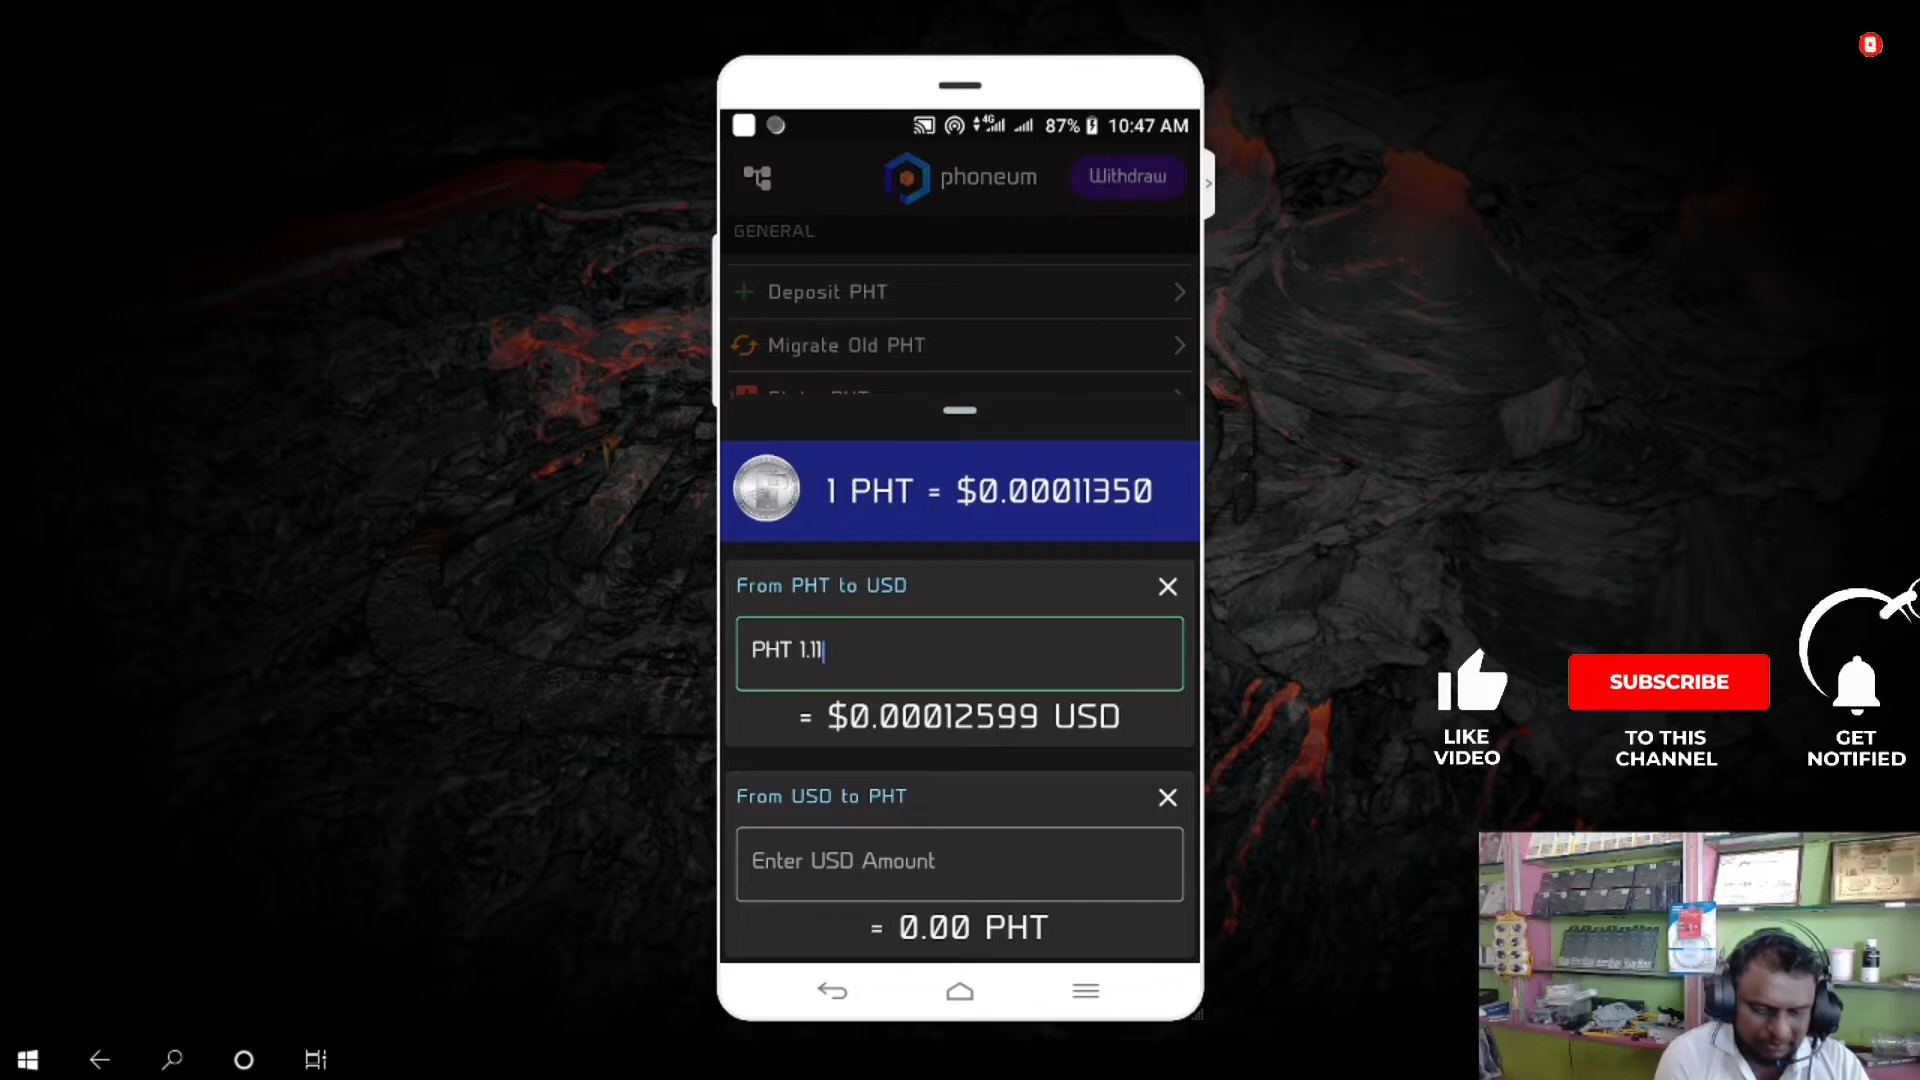 4G 87% 10:47 AM
phoneum
Withdraw
GENERAL
Deposit PHT
Migrate Old PHT
1 PHT = $0.00011350
From PHT to USD
PHT 1.11
= $0.00012599 USD
From USD to PHT
Enter USD Amount
= 0.00 PHT
LIKE
VIDEO
SUBSCRIBE
TO THIS
CHANNEL
GET
NOTIFIED